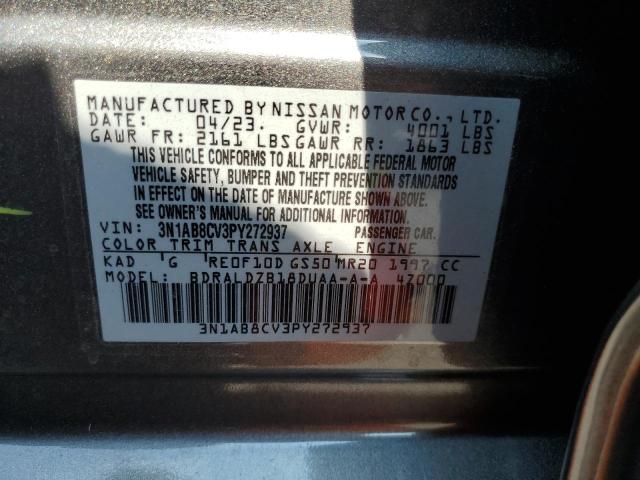 MANUFACTURED BY NISSAN MOTOR CO., LTD.
DATE: 04/23. GVWR: 4001 LBS
GAWR FR: 2161 LBS GAWR RR: 1863 LBS
THIS VEHICLE CONFORMS TO ALL APPLICABLE FEDERAL MOTOR
VEHICLE SAFETY, BUMPER AND THEFT PREVENTION STANDARDS
IN EFFECT ON THE DATE OF MANUFACTURE SHOWN ABOVE.
SEE OWNER'S MANUAL FOR ADDITIONAL INFORMATION.
VIN: 3N1AB8CV3PY272937 PASSENGER CAR.
COLOR TRIM TRANS AXLE ENGINE
KAD G RE0F10D GS50 MR20 1997 CC
MODEL: BDRALDZB18DUAA-A-A 47000
3N1AB8CV3PY272937